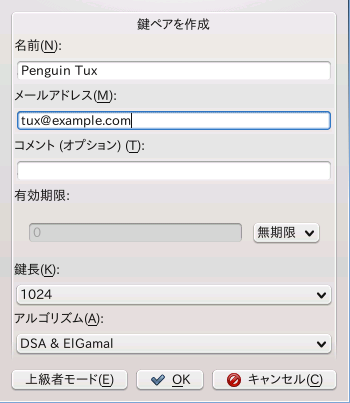 鍵ペアを作成
名前(N):
Penguin Tux
メールアドレス(M):
tux@example.com
コメント (オプション) (T):
有効期限:
0
無期限
鍵長(K):
1024
アルゴリズム(A):
DSA & ElGamal
上級者モード(E)
OK
キャンセル(C)